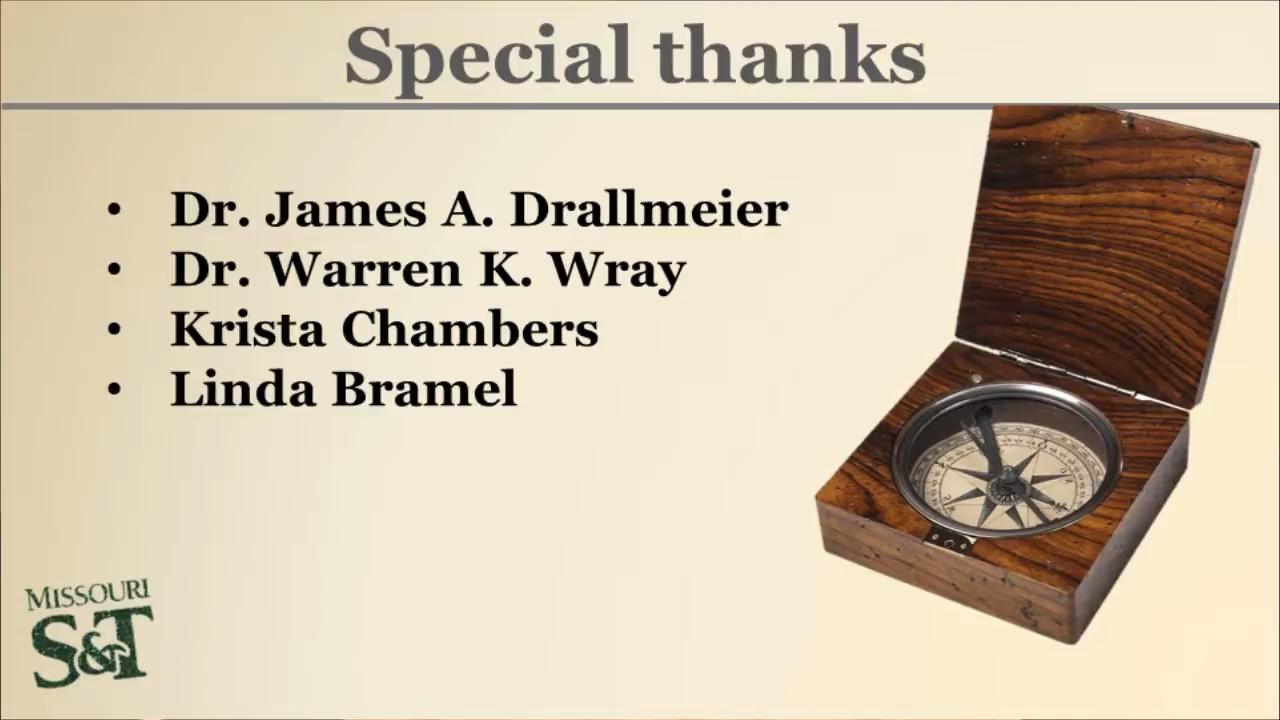 Special thanks
• Dr. James A. Drallmeier
• Dr. Warren K. Wray
• Krista Chambers
• Linda Bramel
MISSOURI
S&T